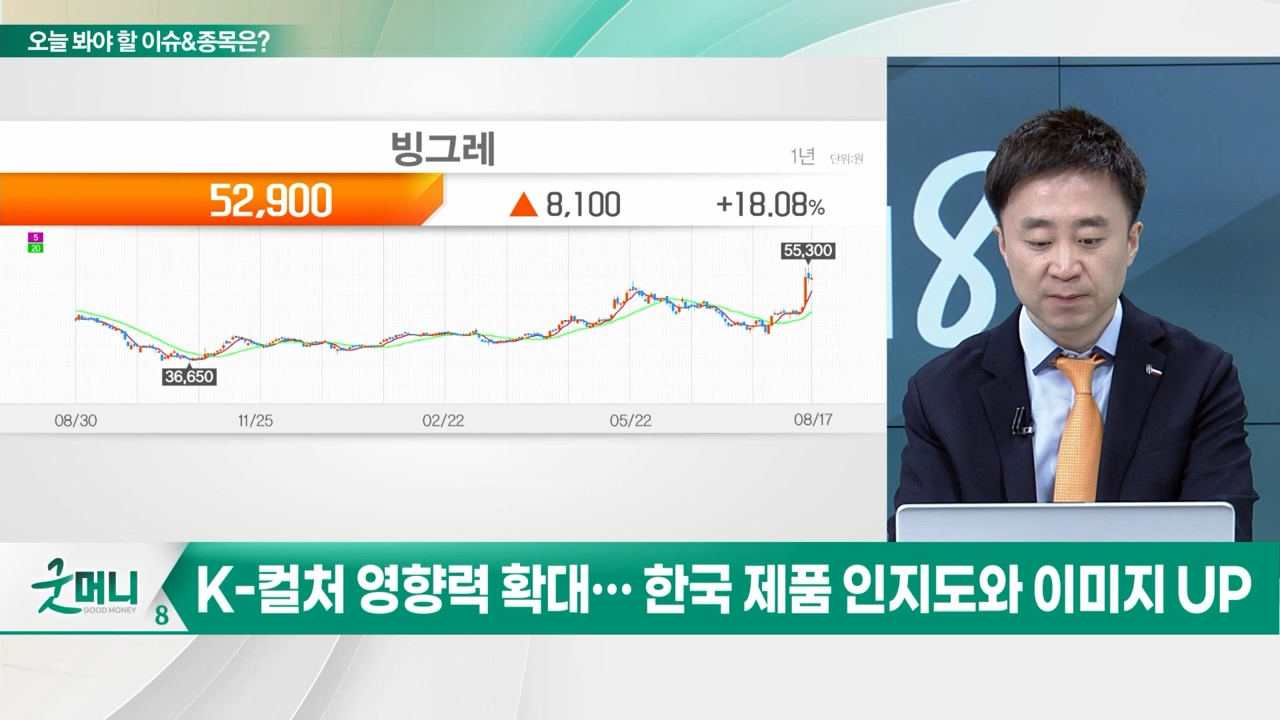 오늘 봐야 할 이슈&종목은?
빙그레
1년 단위:원
52,900 ▲ 8,100 +18.08%
5
20
55,300
36,650
08/30 11/25 02/22 05/22 08/17
8
굿머니
GOOD MONEY
8
K-컬처 영향력 확대… 한국 제품 인지도와 이미지 UP